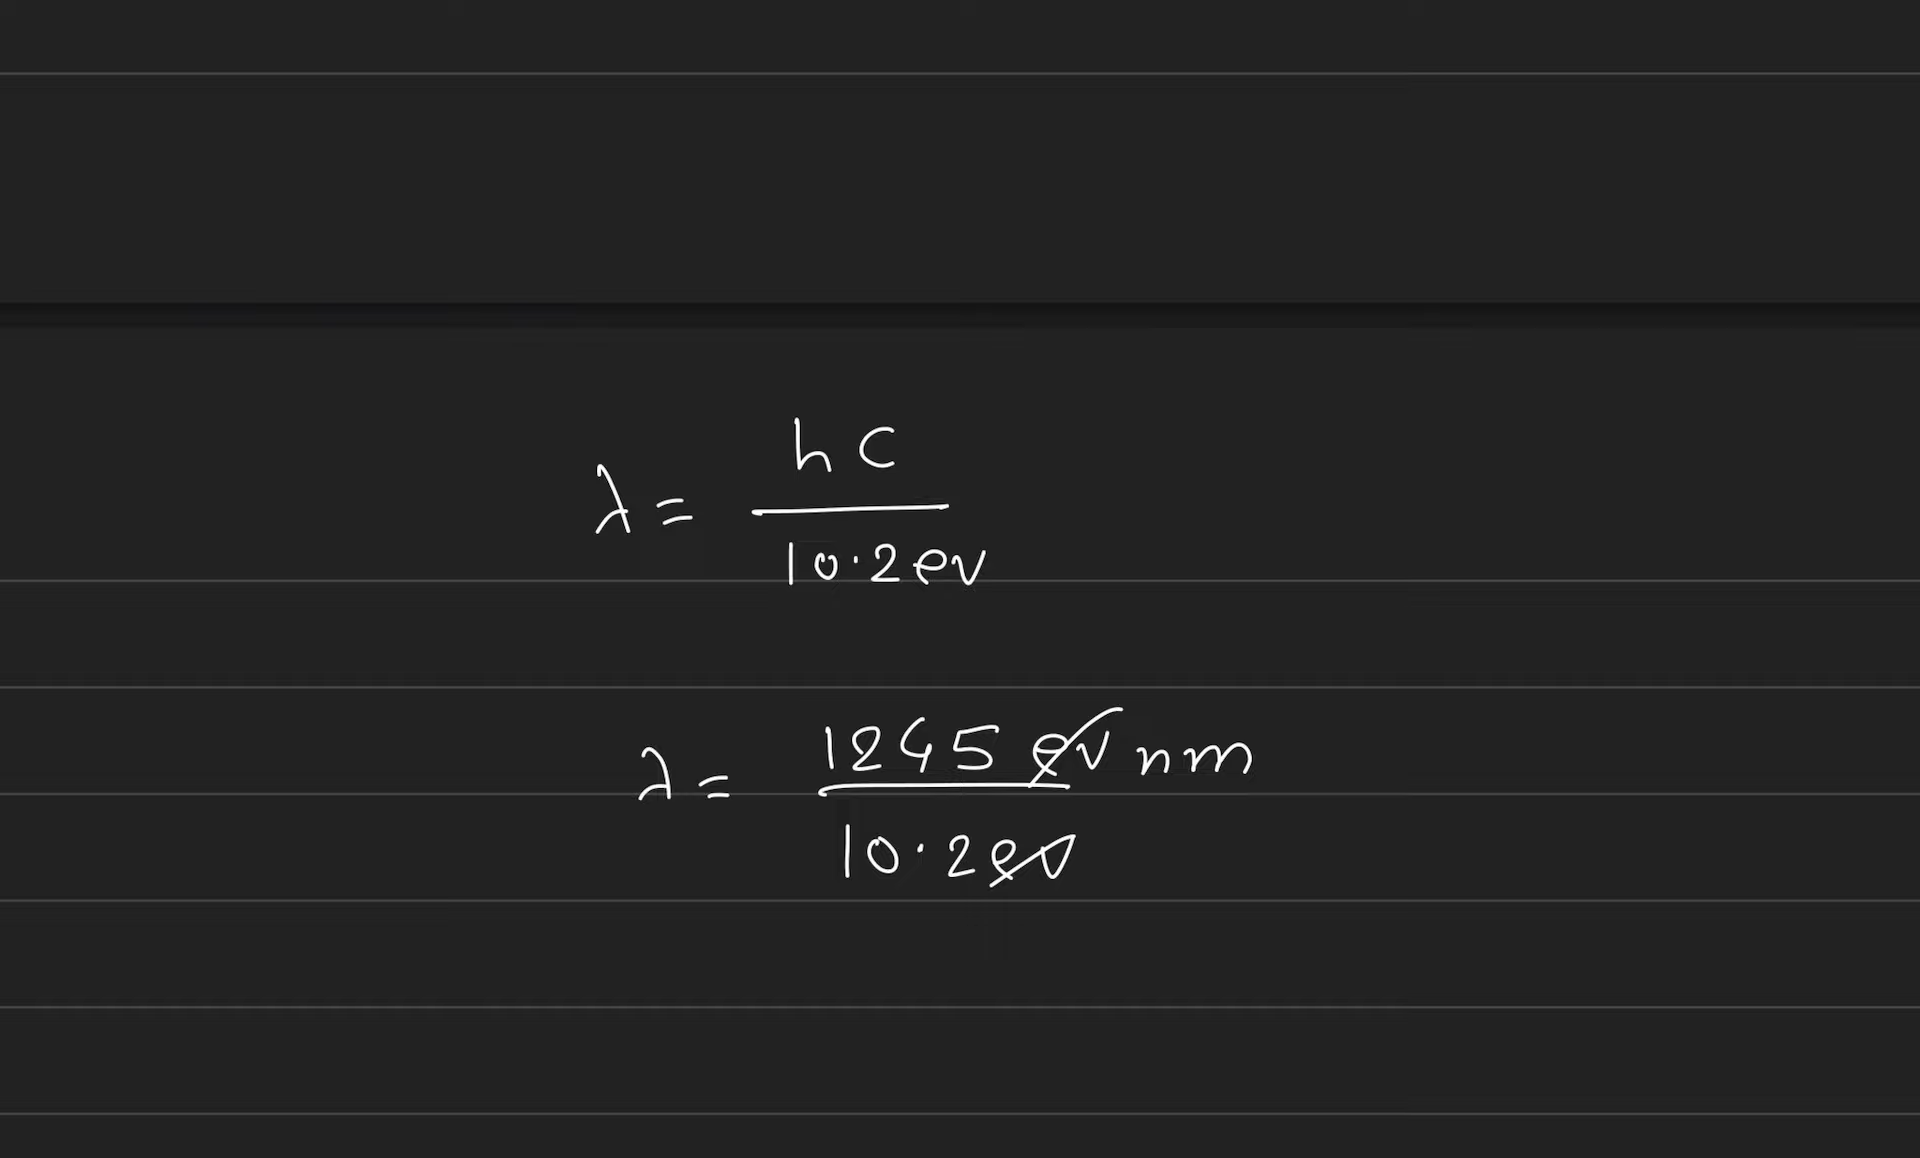 λ = hc / 10.2ev
λ = 1245 ev nm / 10.2ev